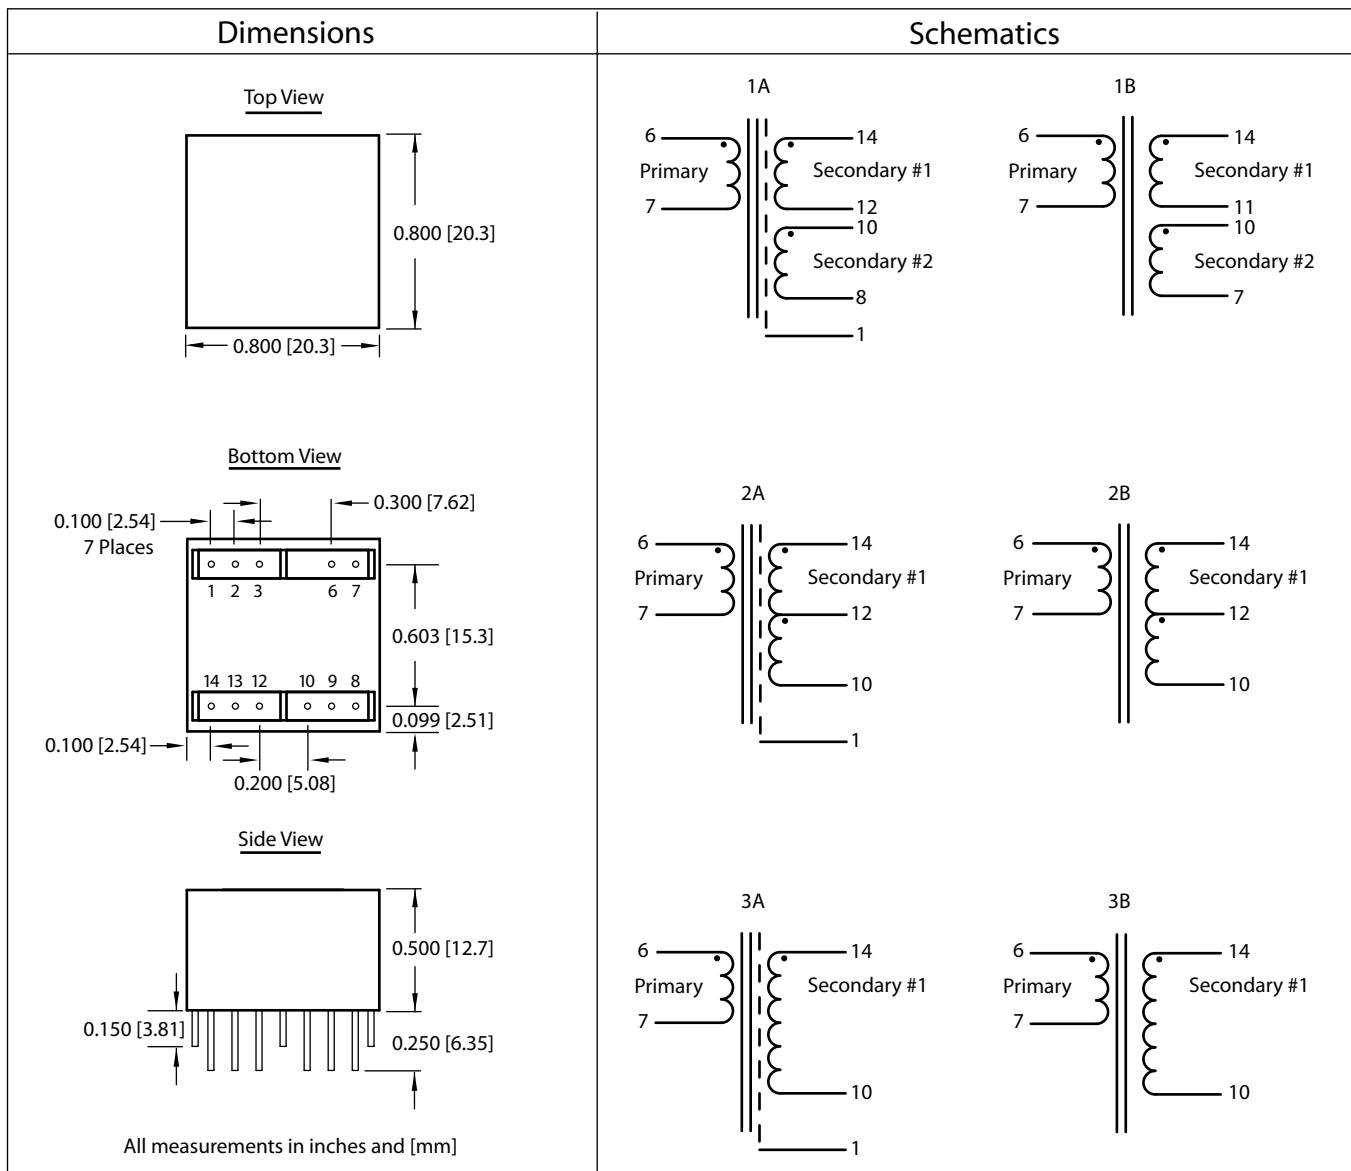 Dimensions
Schematics
Top View
0.800 [20.3]
0.800 [20.3]
Bottom View
0.300 [7.62]
0.100 [2.54]
7 Places
1 2 3 6 7
0.603 [15.3]
14 13 12 10 9 8
0.099 [2.51]
0.100 [2.54]
0.200 [5.08]
Side View
0.500 [12.7]
0.150 [3.81]
0.250 [6.35]
All measurements in inches and [mm]
1A
6 14
Primary Secondary #1
7 12
10
Secondary #2
8
1
1B
6 14
Primary Secondary #1
7 11
10
Secondary #2
7
2A
6 14
Primary Secondary #1
7 12
10
1
2B
6 14
Primary Secondary #1
7 12
10
3A
6 14
Primary Secondary #1
7
10
1
3B
6 14
Primary Secondary #1
7
10